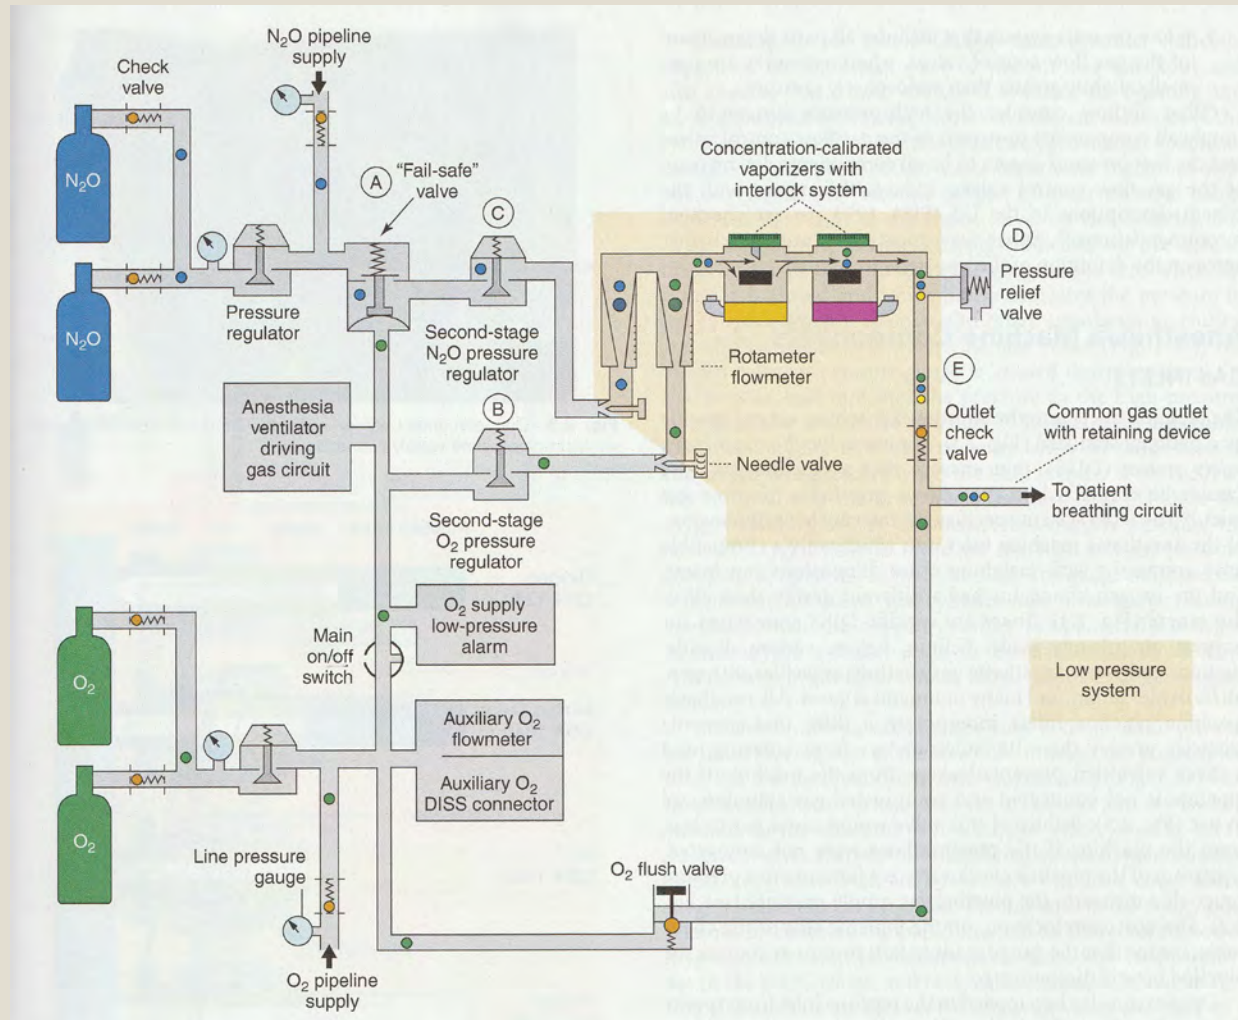 N₂O pipeline
supply
Check
valve
N₂O
A
"Fail-safe"
valve
C
Concentration-calibrated
vaporizers with
interlock system
D
Pressure
relief
valve
N₂O
Pressure
regulator
Second-stage
N₂O pressure
regulator
Rotameter
flowmeter
E
Anesthesia
ventilator
driving
gas circuit
B
Outlet
check
valve
Common gas outlet
with retaining device
Needle valve
To patient
breathing circuit
Second-stage
O₂ pressure
regulator
O₂ supply
low-pressure
alarm
Main
on/off
switch
O₂
Low pressure
system
Auxiliary O₂
flowmeter
Auxiliary O₂
DISS connector
O₂
Line pressure
gauge
O₂ flush valve
O₂ pipeline
supply